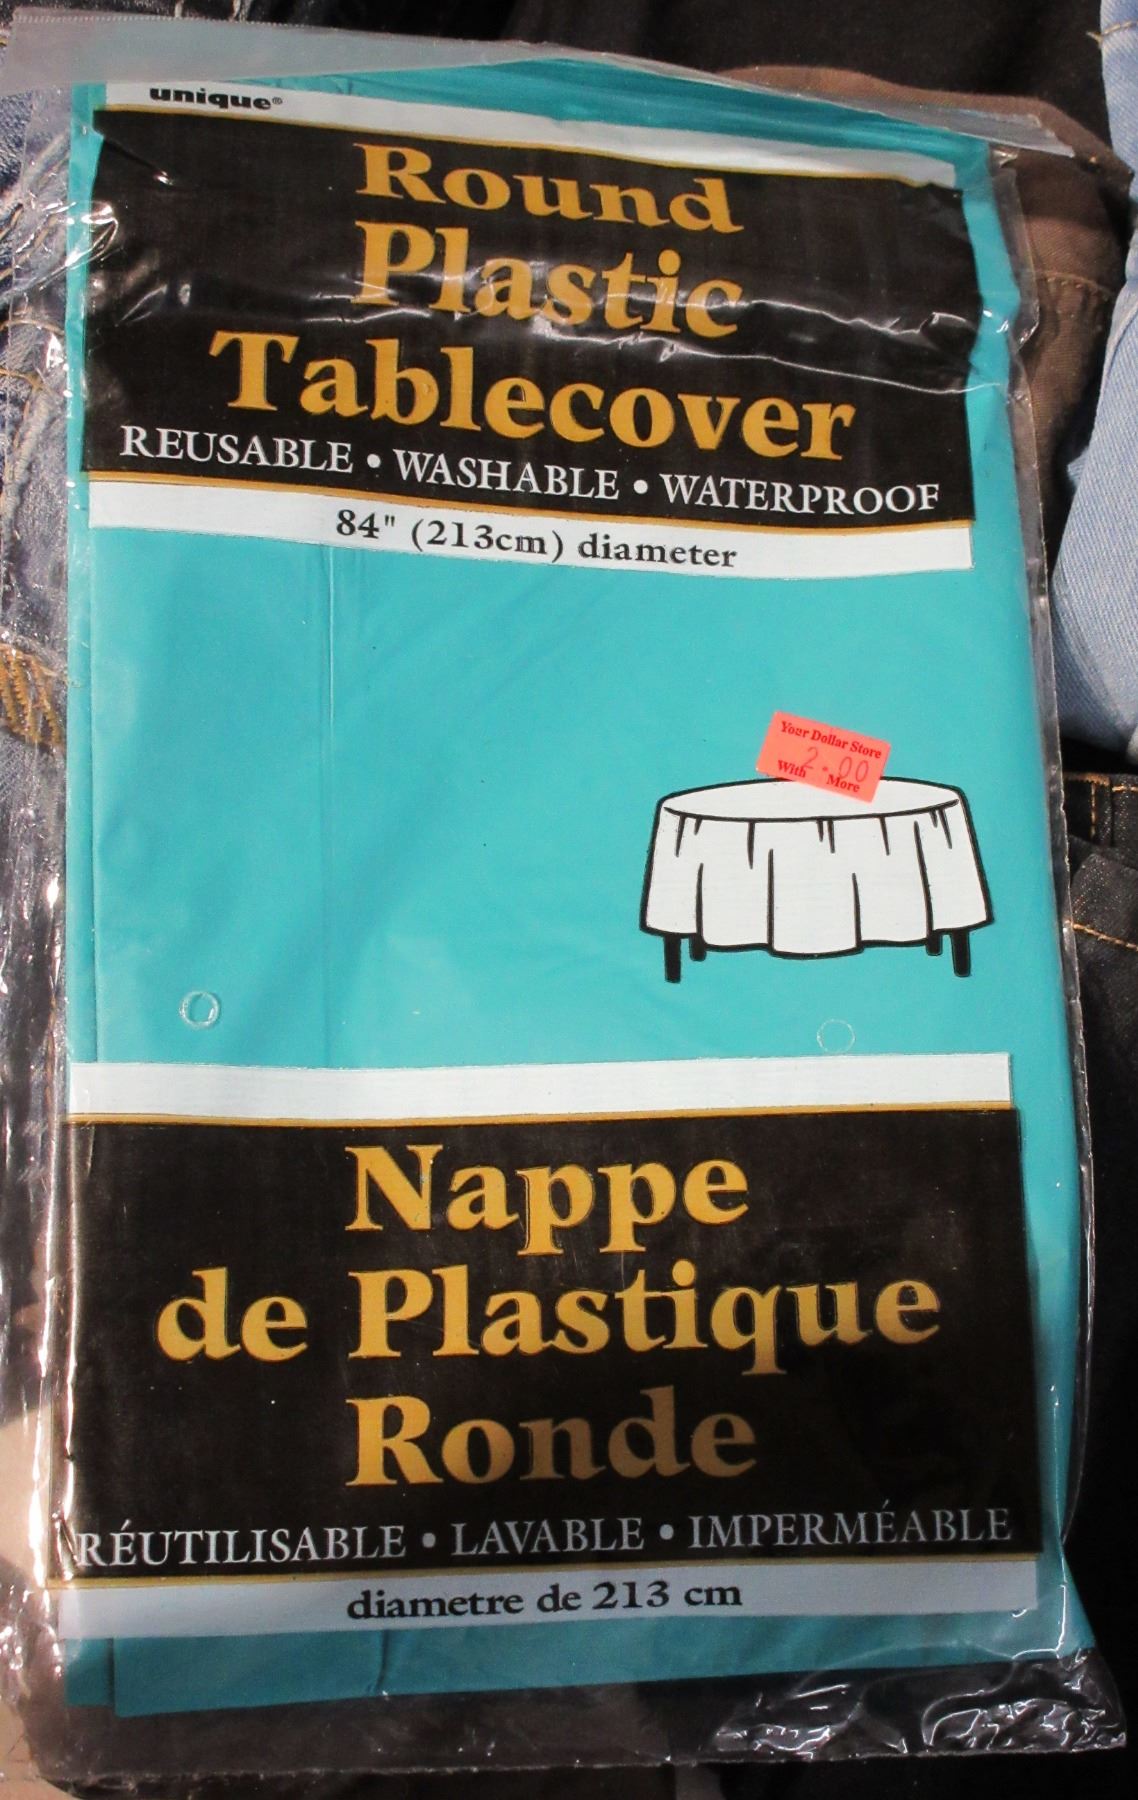 unique®
Round
Plastic
Tablecover
REUSABLE • WASHABLE • WATERPROOF
84" (213cm) diameter
Your Dollar Store
2.00
With More
Nappe
de Plastique
Ronde
RÉUTILISABLE • LAVABLE • IMPERMÉABLE
diametre de 213 cm